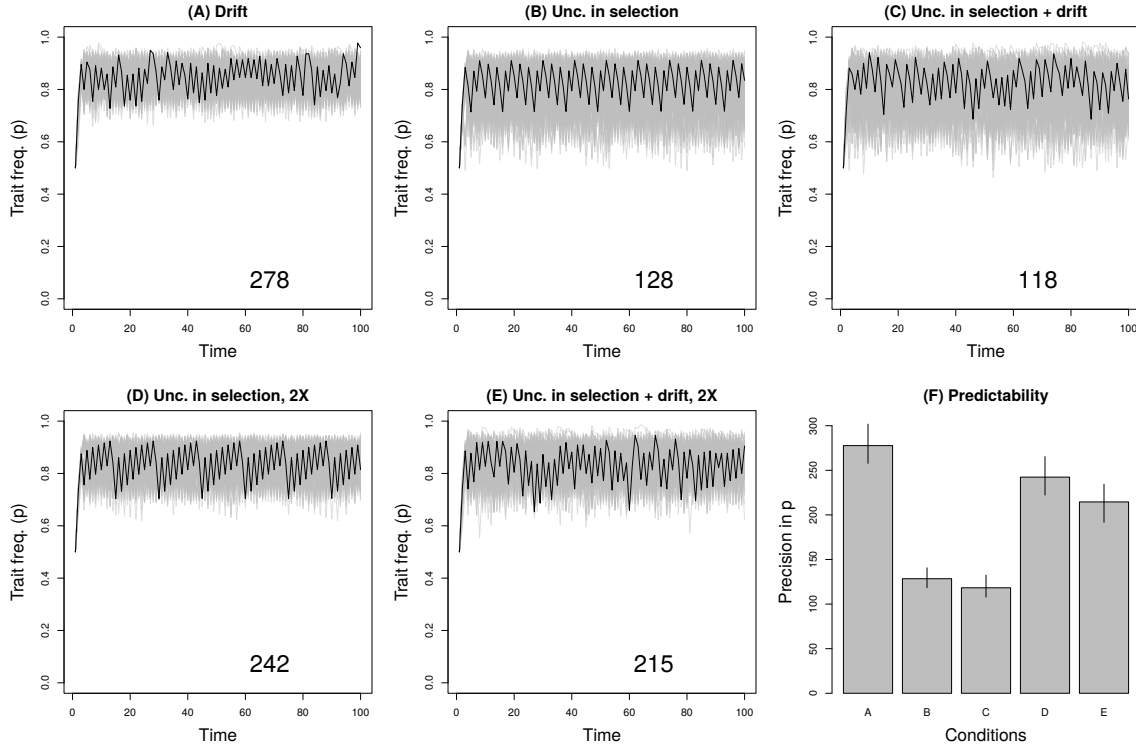 (A) Drift
Trait freq. (p)
0.0 0.2 0.4 0.6 0.8 1.0
278
0 20 40 60 80 100
Time
(B) Unc. in selection
Trait freq. (p)
0.0 0.2 0.4 0.6 0.8 1.0
128
0 20 40 60 80 100
Time
(C) Unc. in selection + drift
Trait freq. (p)
0.0 0.2 0.4 0.6 0.8 1.0
118
0 20 40 60 80 100
Time
(D) Unc. in selection, 2X
Trait freq. (p)
0.0 0.2 0.4 0.6 0.8 1.0
242
0 20 40 60 80 100
Time
(E) Unc. in selection + drift, 2X
Trait freq. (p)
0.0 0.2 0.4 0.6 0.8 1.0
215
0 20 40 60 80 100
Time
(F) Predictability
Precision in p
0 50 100 150 200 250 300
A B C D E
Conditions